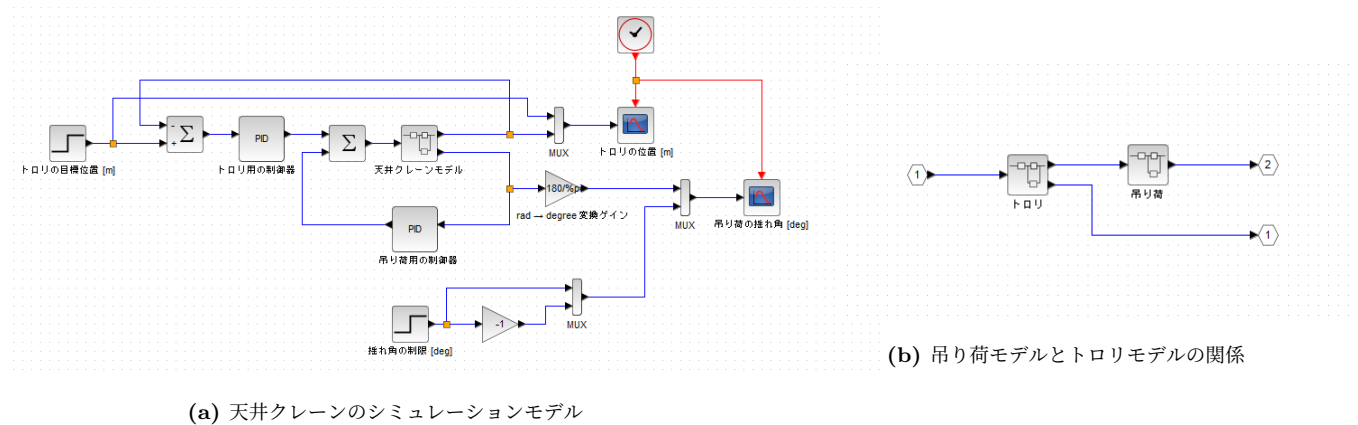 トロリの目標位置 [m]
-
+
Σ
PID
トロリ用の制御器
Σ
天井クレーンモデル
MUX
トロリの位置 [m]
180/%p
rad → degree 変換ゲイン
MUX
吊り荷の揺れ角 [deg]
PID
吊り荷用の制御器
揺れ角の制限 [deg]
-1
MUX
(a) 天井クレーンのシミュレーションモデル
1
トロリ
吊り荷
2
1
(b) 吊り荷モデルとトロリモデルの関係